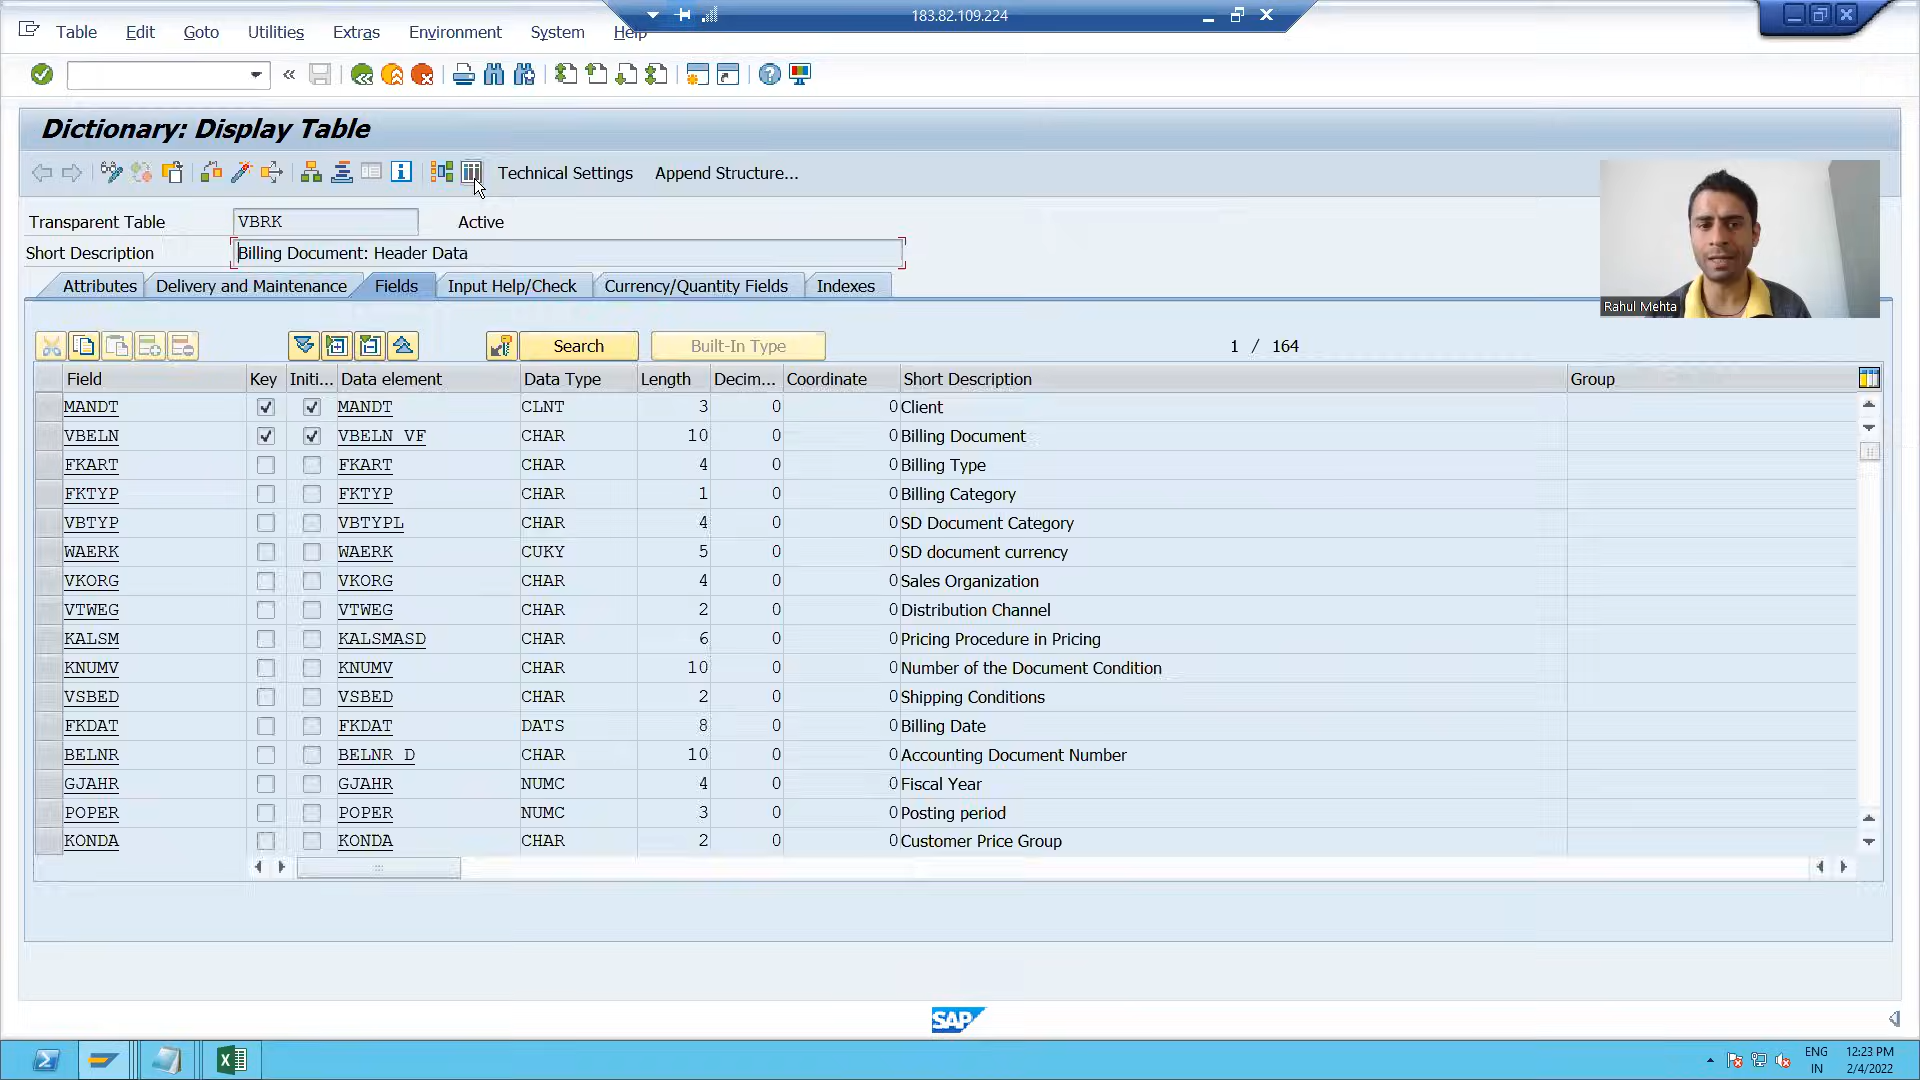 183.82.109.224
Table Edit Goto Utilities Extras Environment System Help
Dictionary: Display Table
Technical Settings Append Structure...
Transparent Table VBRK Active
Short Description Billing Document: Header Data
Attributes Delivery and Maintenance Fields Input Help/Check Currency/Quantity Fields Indexes
Rahul Mehta
Search Built-In Type 1 / 164
Field Key Initi... Data element Data Type Length Decim... Coordinate Short Description Group
MANDT MANDT CLNT 3 0 0 Client
VBELN VBELN_VF CHAR 10 0 0 Billing Document
FKART FKART CHAR 4 0 0 Billing Type
FKTYP FKTYP CHAR 1 0 0 Billing Category
VBTYP VBTYPL CHAR 4 0 0 SD Document Category
WAERK WAERK CUKY 5 0 0 SD document currency
VKORG VKORG CHAR 4 0 0 Sales Organization
VTWEG VTWEG CHAR 2 0 0 Distribution Channel
KALSM KALSMASD CHAR 6 0 0 Pricing Procedure in Pricing
KNUMV KNUMV CHAR 10 0 0 Number of the Document Condition
VSBED VSBED CHAR 2 0 0 Shipping Conditions
FKDAT FKDAT DATS 8 0 0 Billing Date
BELNR BELNR_D CHAR 10 0 0 Accounting Document Number
GJAHR GJAHR NUMC 4 0 0 Fiscal Year
POPER POPER NUMC 3 0 0 Posting period
KONDA KONDA CHAR 2 0 0 Customer Price Group
SAP
ENG 12:23 PM
IN 2/4/2022